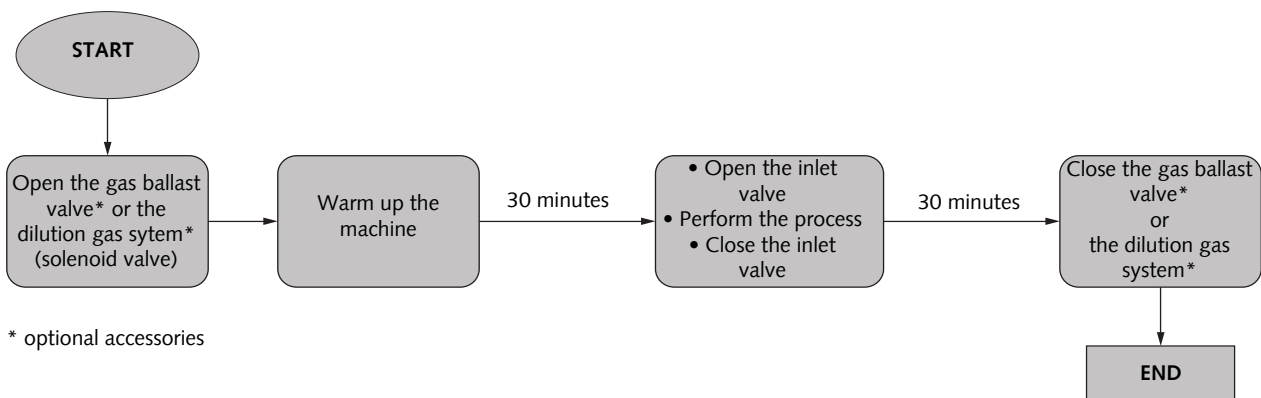 START
Open the gas ballast
valve* or the
dilution gas sytem*
(solenoid valve)
Warm up the
machine
30 minutes
• Open the inlet
valve
• Perform the process
• Close the inlet
valve
30 minutes
Close the gas ballast
valve*
or
the dilution gas
system*
* optional accessories
END